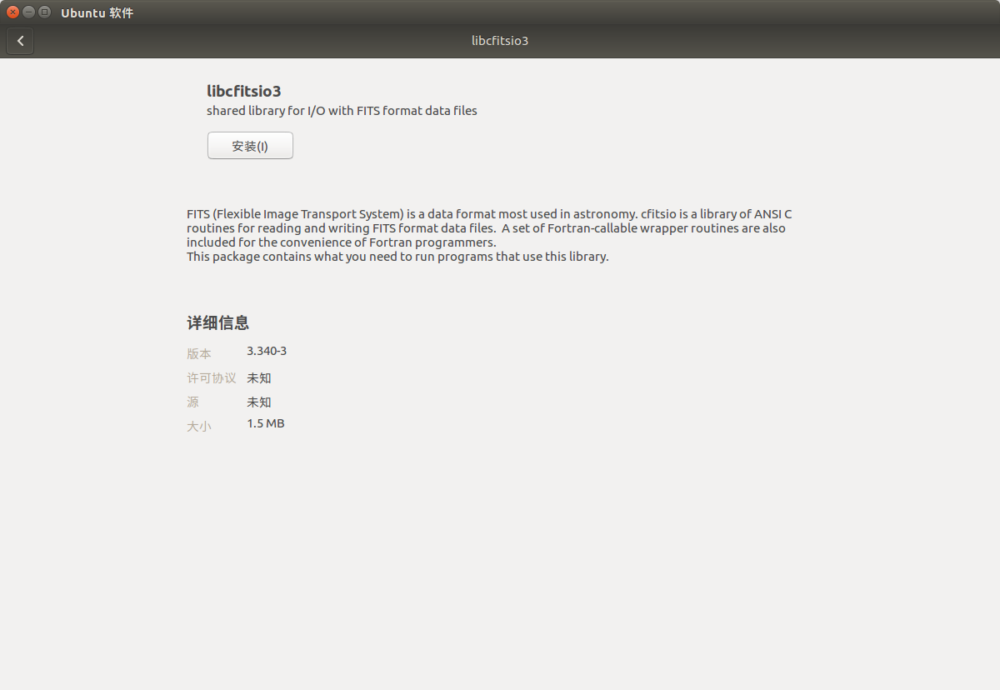 Ubuntu 软件
libcfitsio3
libcfitsio3
shared library for I/O with FITS format data files
安装(I)
FITS (Flexible Image Transport System) is a data format most used in astronomy. cfitsio is a library of ANSI C
routines for reading and writing FITS format data files.  A set of Fortran-callable wrapper routines are also
included for the convenience of Fortran programmers.
This package contains what you need to run programs that use this library.
详细信息
版本 3.340-3
许可协议 未知
源 未知
大小 1.5 MB